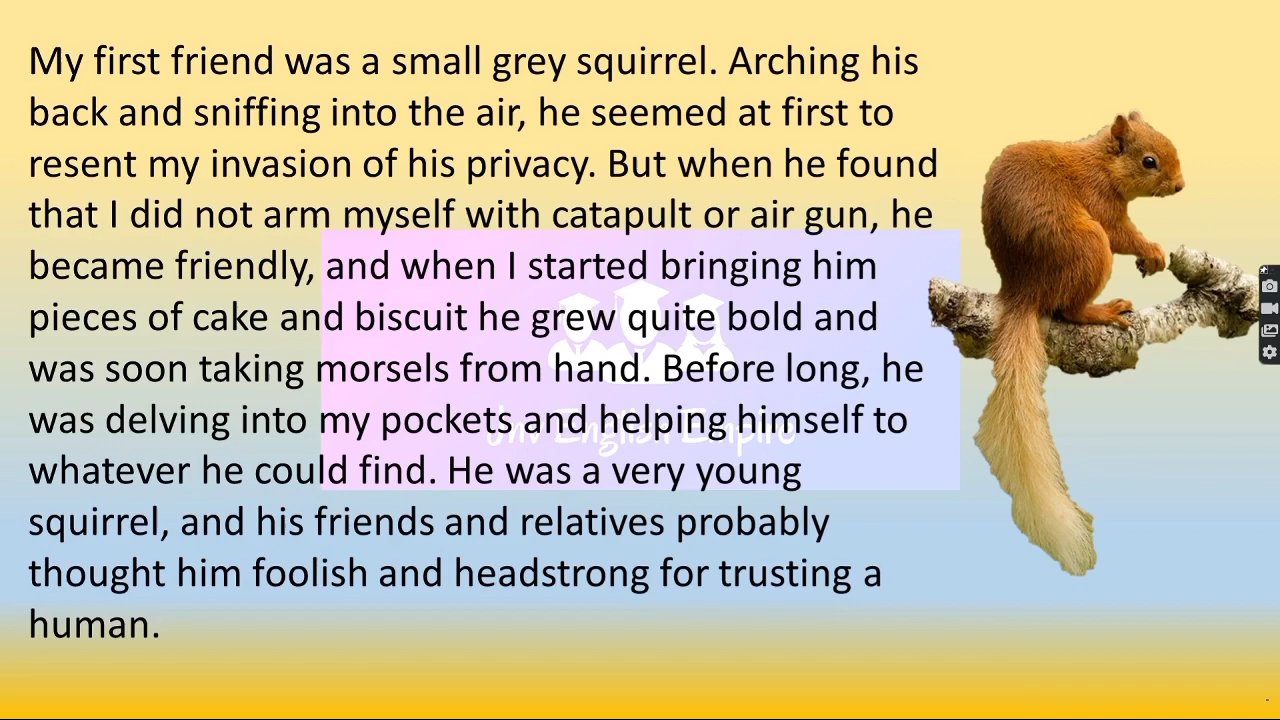 My first friend was a small grey squirrel. Arching his
back and sniffing into the air, he seemed at first to
resent my invasion of his privacy. But when he found
that I did not arm myself with catapult or air gun, he
became friendly, and when I started bringing him
pieces of cake and biscuit he grew quite bold and
was soon taking morsels from hand. Before long, he
was delving into my pockets and helping himself to
whatever he could find. He was a very young
squirrel, and his friends and relatives probably
thought him foolish and headstrong for trusting a
human.
Jnv English Empire